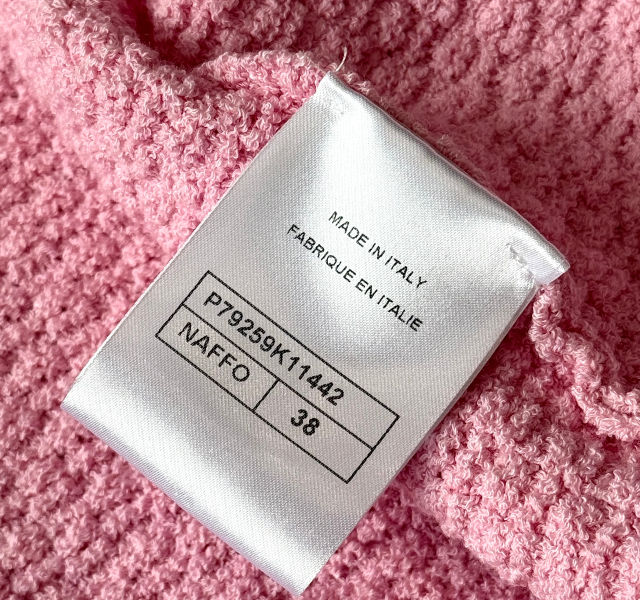 MADE IN ITALY
FABRIQUE EN ITALIE
P79259K11442
NAFFO 38